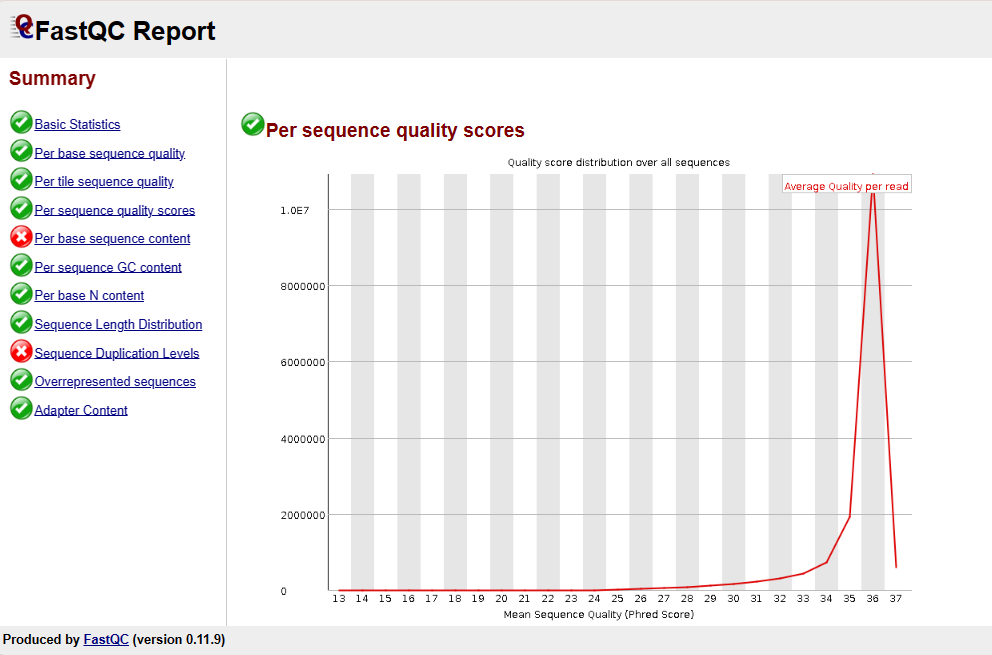 FastQC Report
Summary
Basic Statistics
Per base sequence quality
Per tile sequence quality
Per sequence quality scores
Per base sequence content
Per sequence GC content
Per base N content
Sequence Length Distribution
Sequence Duplication Levels
Overrepresented sequences
Adapter Content
Per sequence quality scores
Quality score distribution over all sequences
Average Quality per read
1.0E7
8000000
6000000
4000000
2000000
0
13 14 15 16 17 18 19 20 21 22 23 24 25 26 27 28 29 30 31 32 33 34 35 36 37
Mean Sequence Quality (Phred Score)
Produced by FastQC (version 0.11.9)